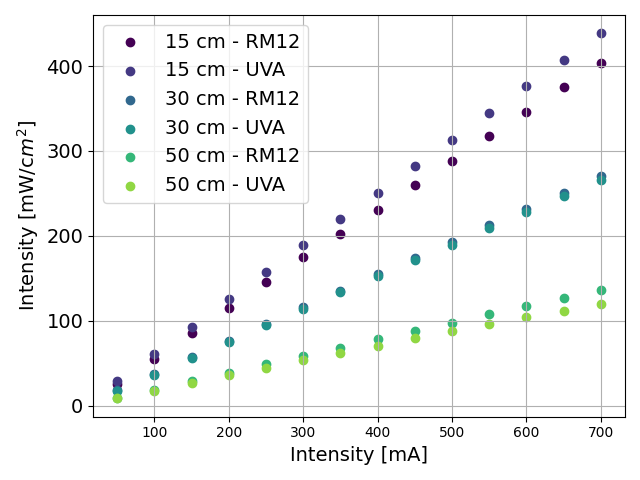 15 cm - RM12
15 cm - UVA
30 cm - RM12
30 cm - UVA
50 cm - RM12
50 cm - UVA
Intensity [mW/cm²]
400
300
200
100
0
100 200 300 400 500 600 700
Intensity [mA]